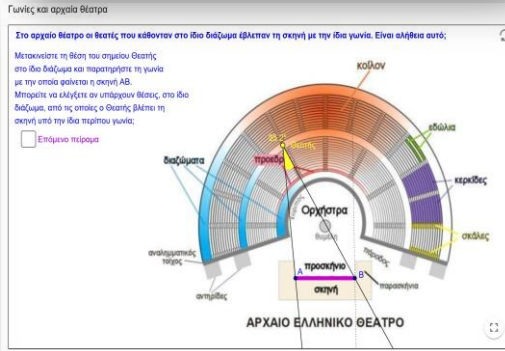 Γωνίες και αρχαία θέατρα
Στο αρχαίο θέατρο οι θεατές που κάθονταν στο ίδιο διάζωμα έβλεπαν τη σκηνή με την ίδια γωνία. Είναι αλήθεια αυτό;
Μετακινείστε τη θέση του σημείου Θεατής
στο ίδιο διάζωμα και παρατηρήστε τη γωνία
με την οποία φαίνεται η σκηνή ΑΒ.
Μπορείτε να ελέγξετε αν υπάρχουν θέσεις, στο ίδιο
διάζωμα, από τις οποίες ο Θεατής βλέπει τη
σκηνή υπό την ίδια περίπου γωνία;
Επόμενο πείραμα
κοίλον
εδώλια
Θεατής
διαζώματα
προεδρ
κερκίδες
Ορχήστρα
θυμέλη
σκάλες
πάροδος
αναλημματικός
τοίχος
προσκήνιο
Α
Β
παρασκήνια
αντηρίδες
σκηνή
ΑΡΧΑΙΟ ΕΛΛΗΝΙΚΟ ΘΕΑΤΡΟ